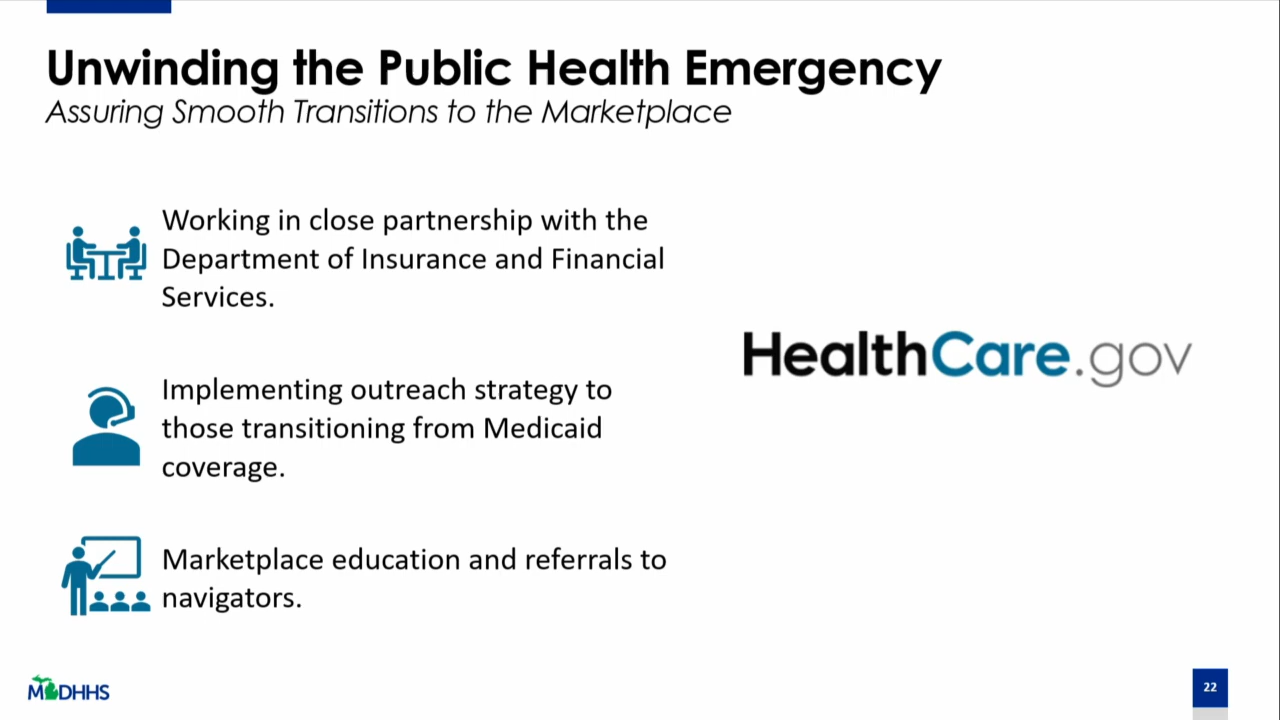 Unwinding the Public Health Emergency
Assuring Smooth Transitions to the Marketplace
Working in close partnership with the
Department of Insurance and Financial
Services.
HealthCare.gov
Implementing outreach strategy to
those transitioning from Medicaid
coverage.
Marketplace education and referrals to
navigators.
MDHHS
22